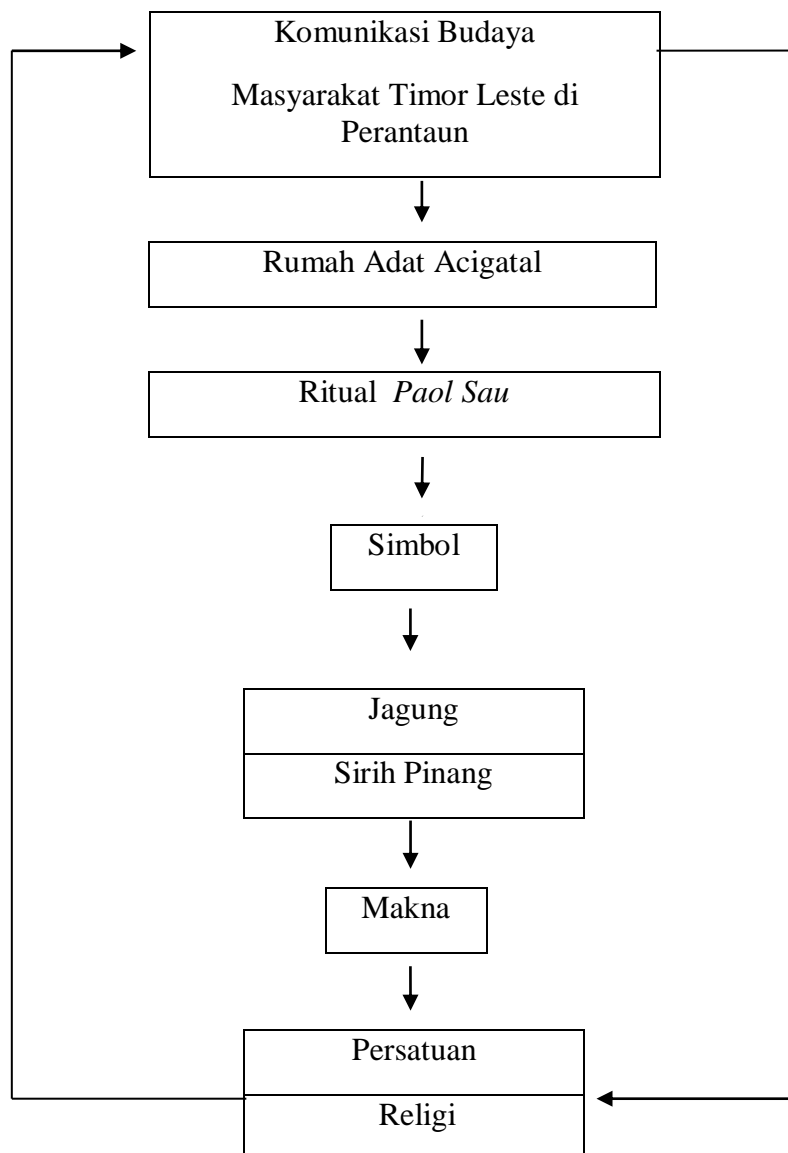 Komunikasi Budaya
Masyarakat Timor Leste di
Perantaun
Rumah Adat Acigatal
Ritual Paol Sau
Simbol
Jagung
Sirih Pinang
Makna
Persatuan
Religi